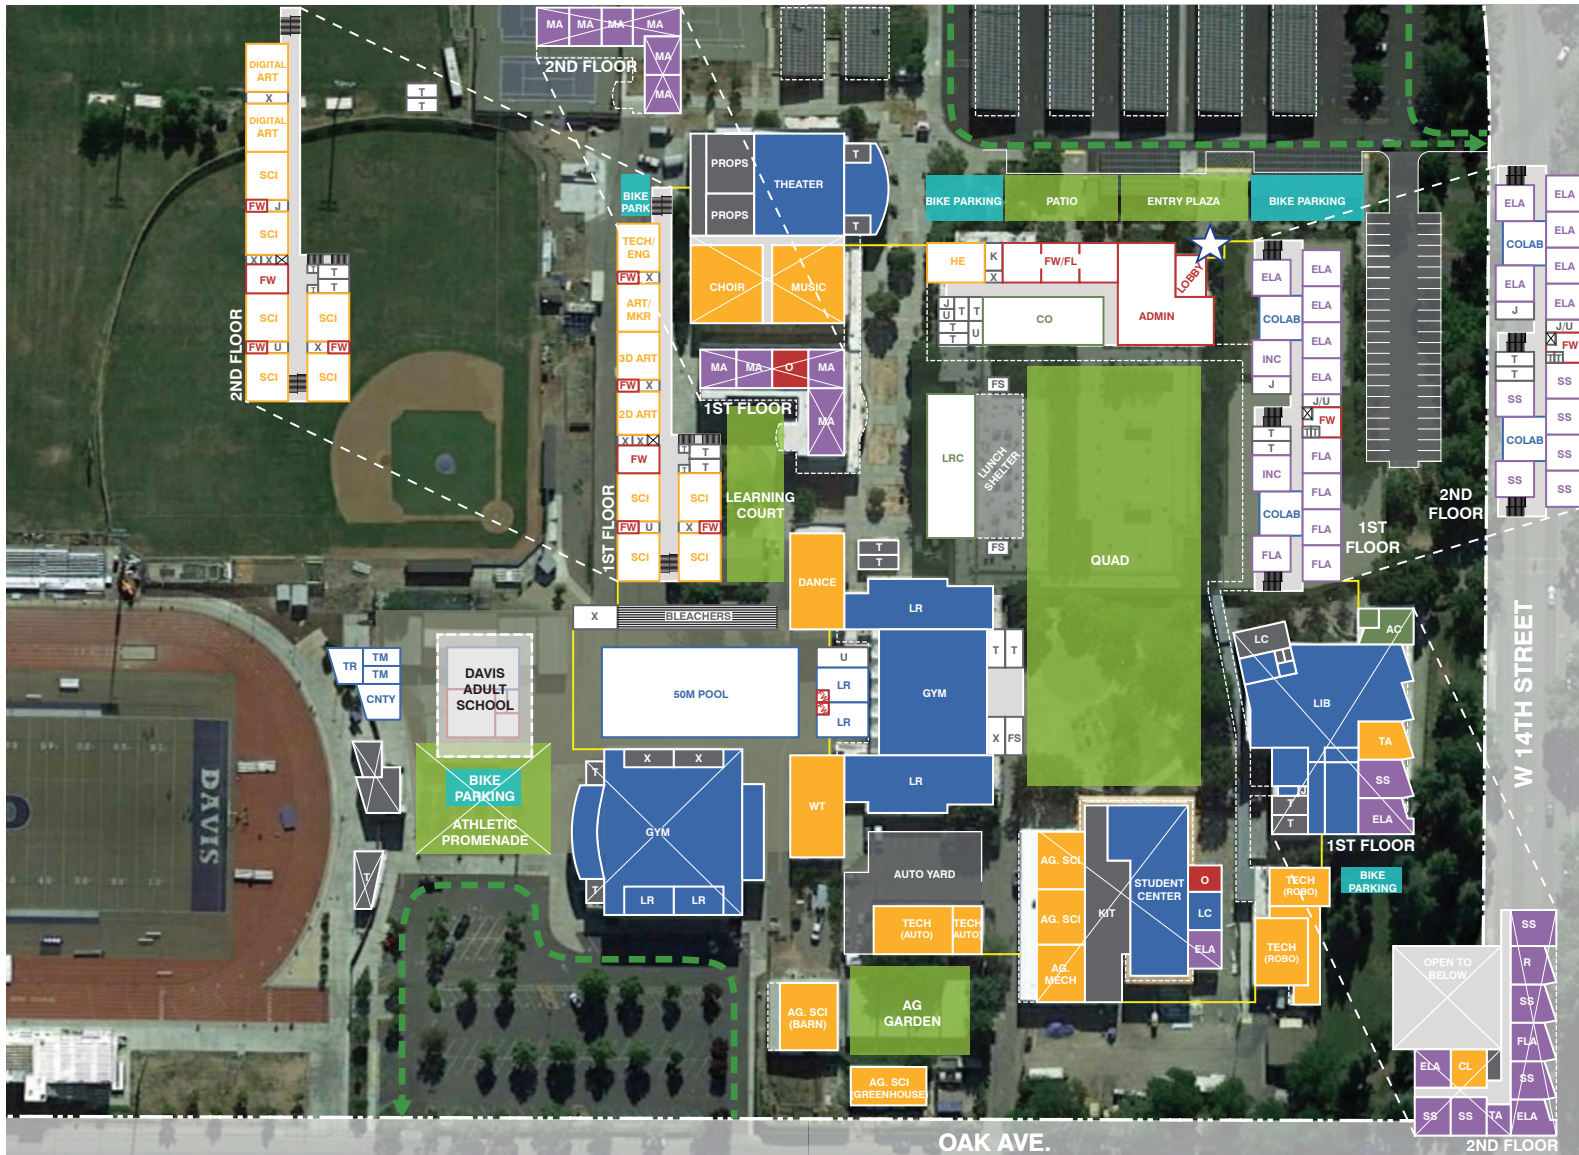 MA MA MA MA
MA
MA
2ND FLOOR
DIGITAL
ART
X
DIGITAL
ART
SCI
FW J
SCI
X X
FW
T
T
T
T
SCI SCI
FW U X FW
SCI SCI
2ND FLOOR
T
T
PROPS
PROPS
THEATER
T
T
BIKE
PARK
CHOIR
MUSIC
TECH/
ENG
FW X
ART/
MKR
3D ART
FW X
2D ART
X X
FW
T
T
T
T
SCI SCI
FW U X FW
SCI SCI
1ST FLOOR
MA MA O MA
MA
1ST FLOOR
LEARNING
COURT
BIKE PARKING
PATIO
ENTRY PLAZA
BIKE PARKING
HE
K
X
FW/FL
LOBBY
ADMIN
J
U
T
T
T
T
U
CO
FS
LRC
LUNCH
SHELTER
FS
QUAD
ELA
COLAB
INC
J
T
T
INC
COLAB
FLA
ELA
ELA
ELA
ELA
J/U
FW
FLA
FLA
FLA
FLA
1ST
FLOOR
ELA
COLAB
ELA
J
T
T
SS
COLAB
SS
ELA
ELA
ELA
ELA
J/U
FW
SS
SS
SS
SS
2ND
FLOOR
W 14TH STREET
DANCE
T
T
LR
X
BLEACHERS
50M POOL
U
LR
LR
GYM
T T
X FS
LR
WT
TR
TM
TM
CNTY
DAVIS
ADULT
SCHOOL
BIKE
PARKING
ATHLETIC
PROMENADE
T
T
DAVIS
T
X X
GYM
T
LR LR
AUTO YARD
TECH
(AUTO)
TECH
AUTO)
AG. SCI
(BARN)
AG
GARDEN
AG. SCI
GREENHOUSE
AG. SCI
AG. SCI
AG.
MECH
KIT
STUDENT
CENTER
O
LC
ELA
LC
AC
LIB
TA
SS
ELA
J
T
T
1ST FLOOR
BIKE
PARKING
TECH
(ROBO)
TECH
(ROBO)
OPEN TO
BELOW
SS
R
SS
FLA
SS
ELA
ELA CL
SS SS TA
2ND FLOOR
OAK AVE.